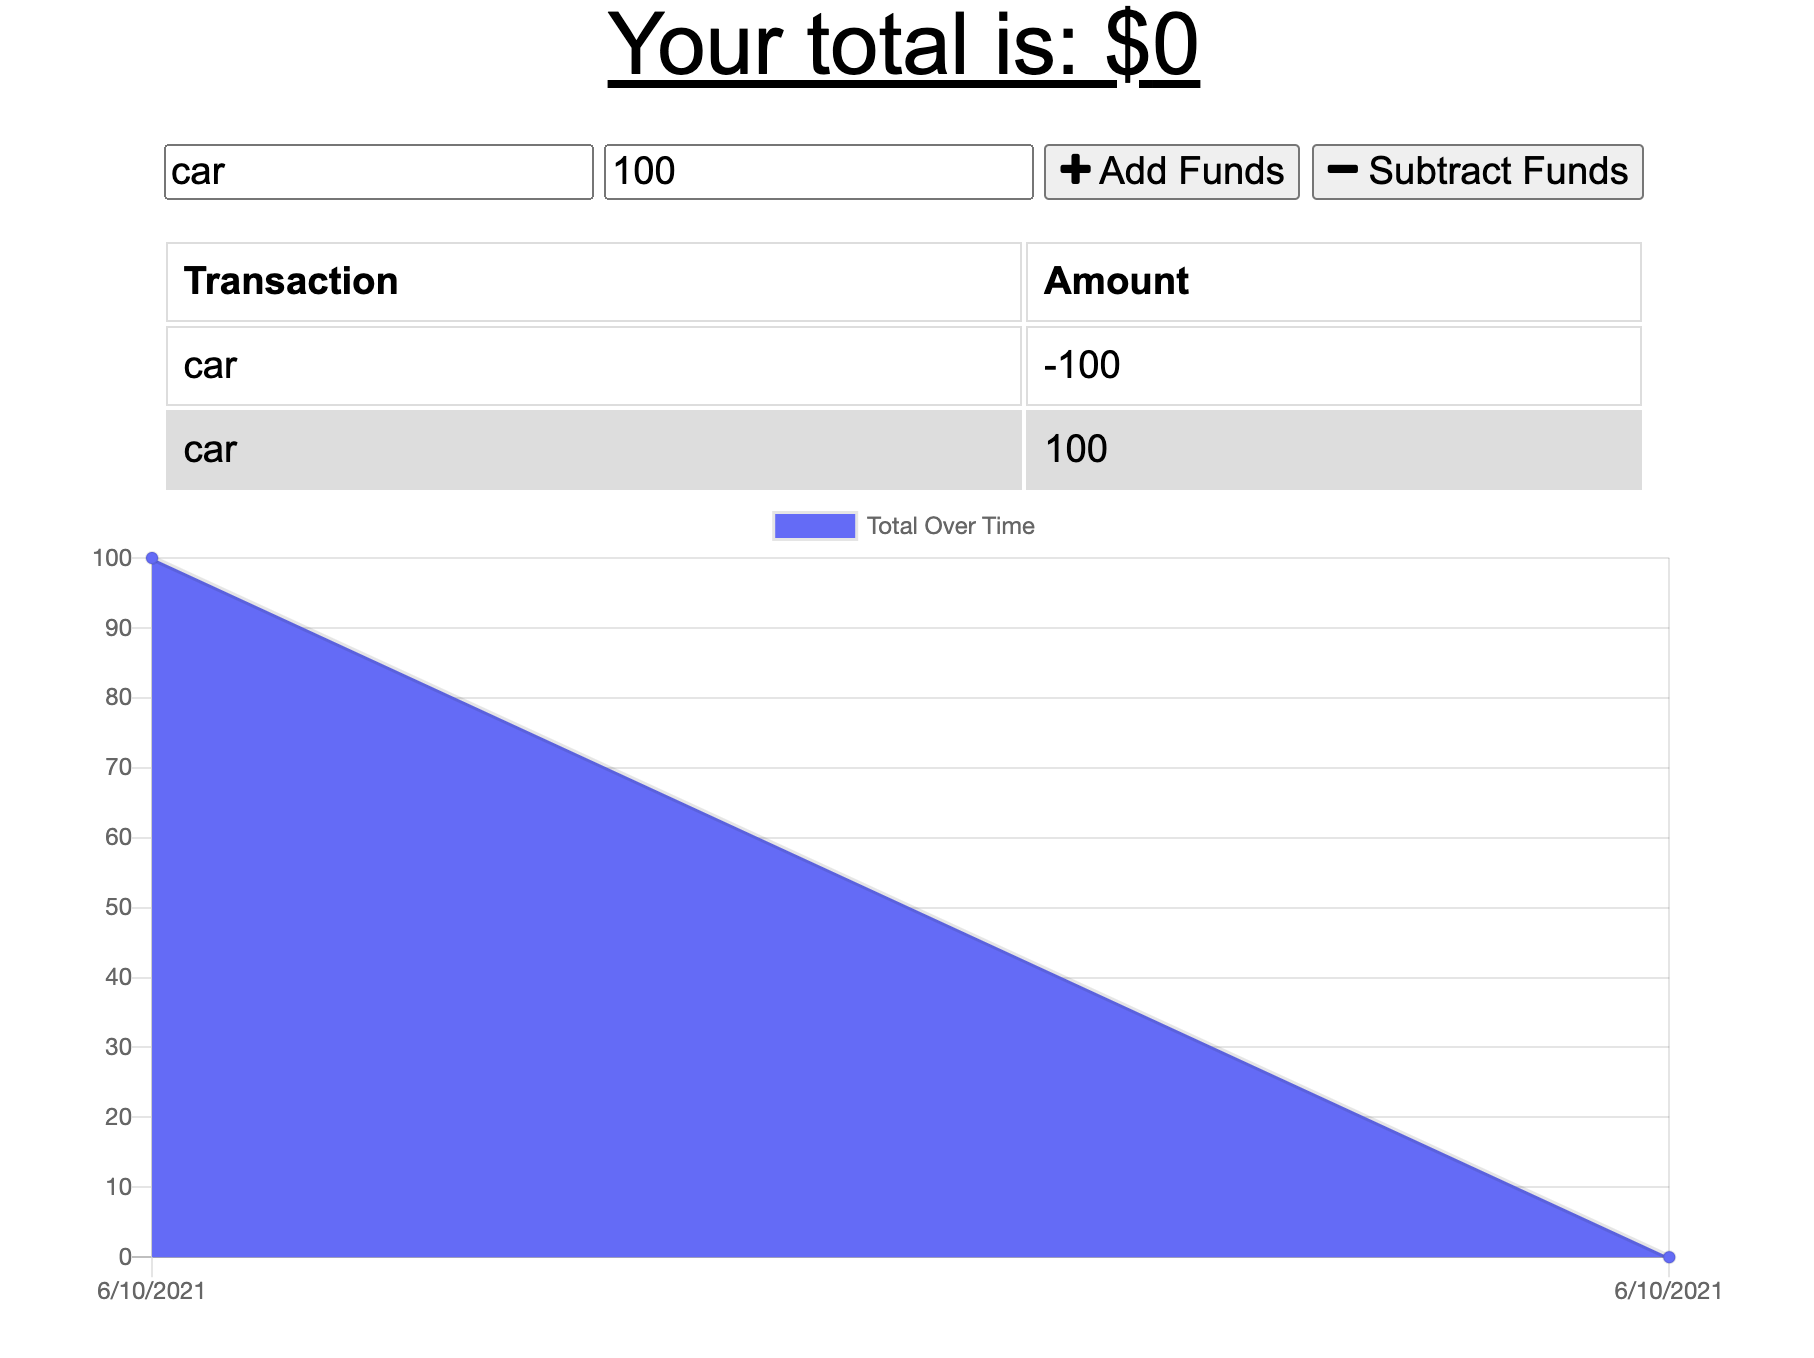 Your total is: $0
car 100 Add Funds Subtract Funds
Transaction Amount
car -100
car 100
Total Over Time
100
90
80
70
60
50
40
30
20
10
0
6/10/2021 6/10/2021